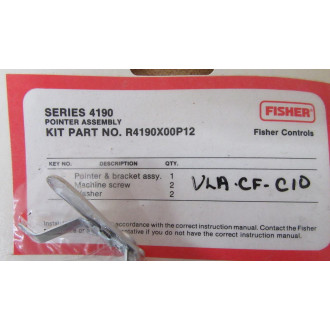 SERIES 4190
POINTER ASSEMBLY
KIT PART NO. R4190X00P12
FISHER
Fisher Controls
KEY NO. DESCRIPTION QTY.
Pointer & bracket assy. 1
Machine screw 2
Washer 2
VLA-CF-C10
accordance with the correct instruction manual. Contact the Fisher
if you do not have the correct instruction manual.